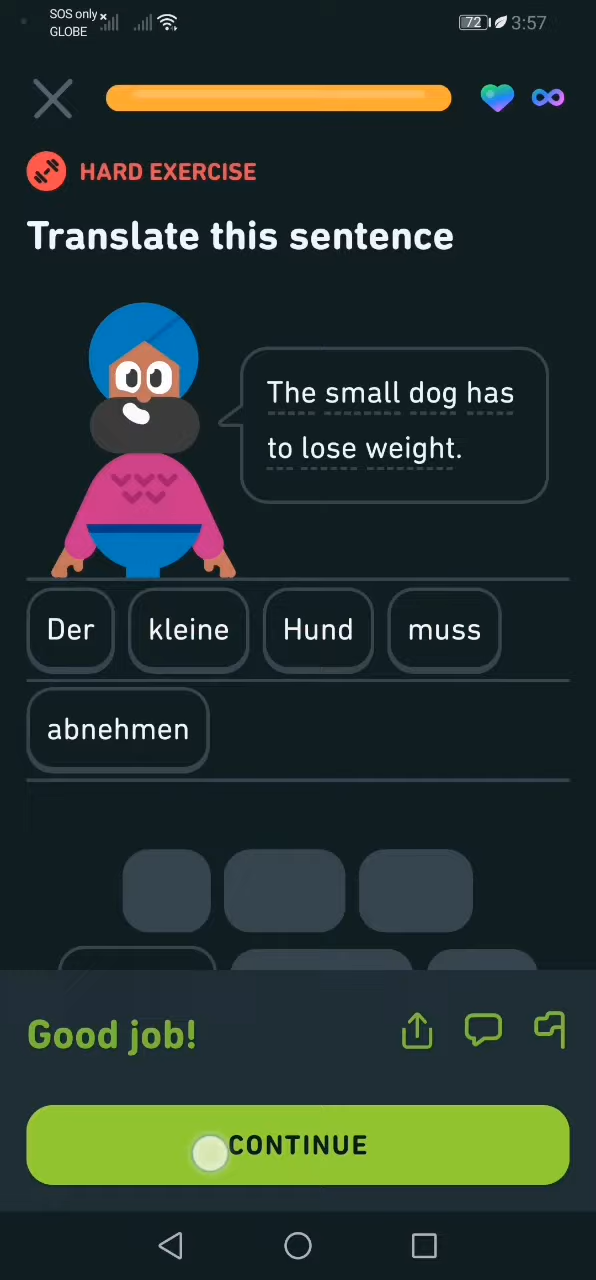 SOS only
GLOBE
72
3:57
HARD EXERCISE
Translate this sentence
The small dog has
to lose weight.
Der kleine Hund muss
abnehmen
Good job!
CONTINUE